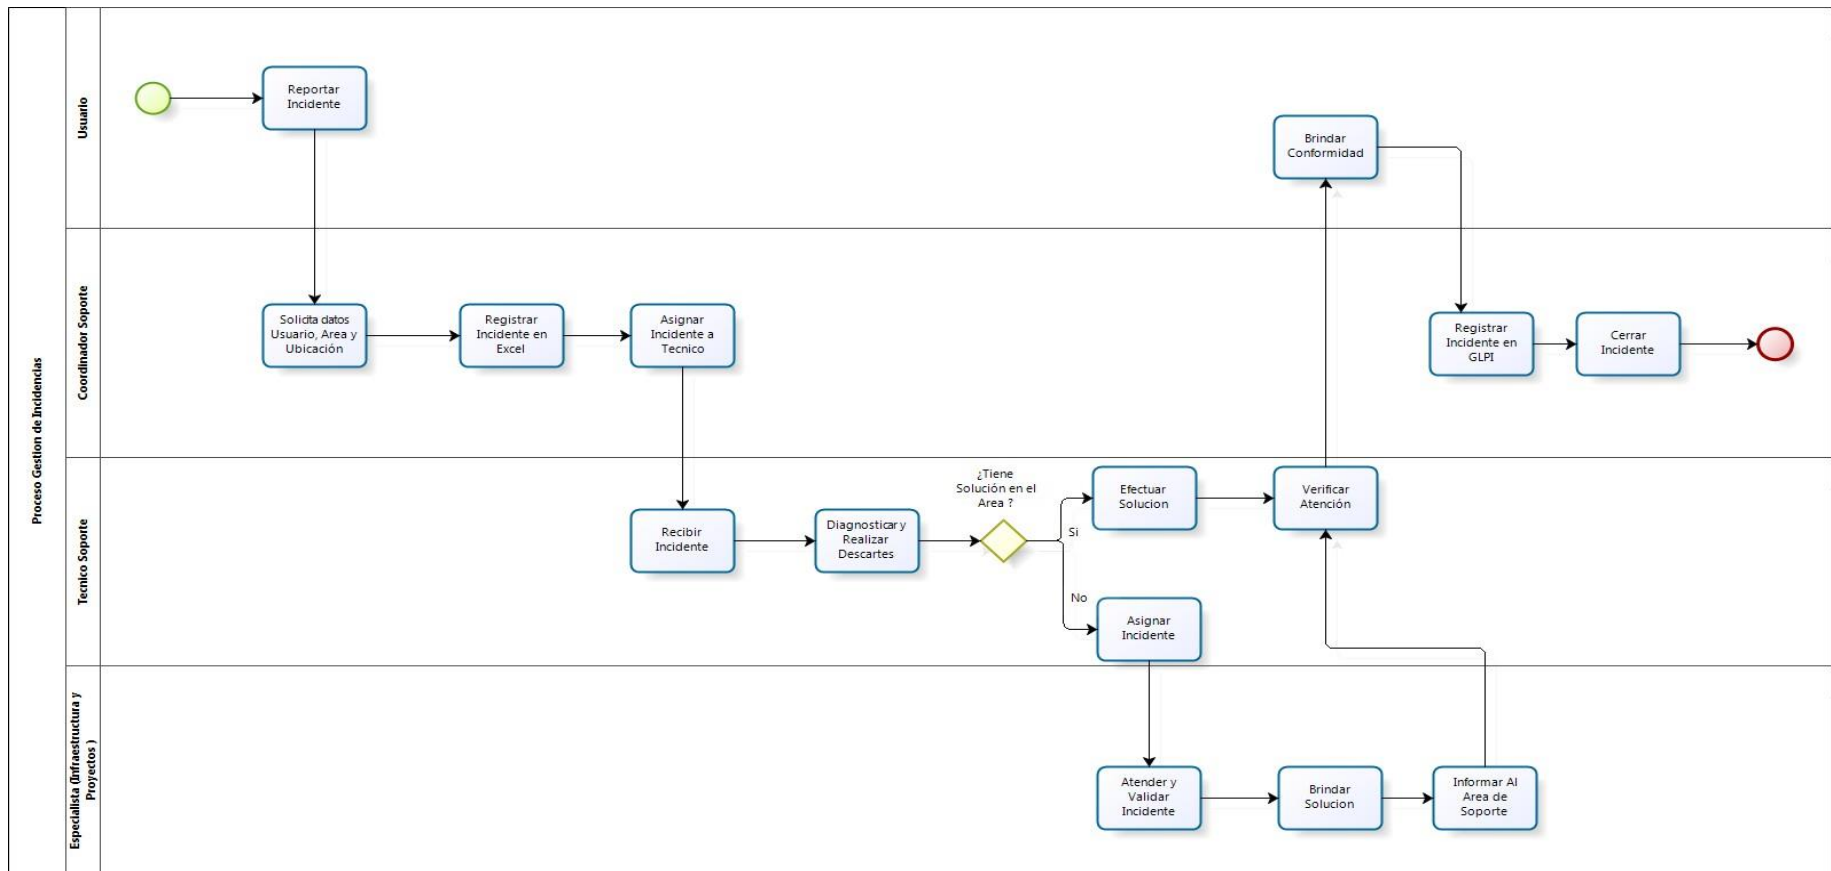 Proceso Gestion de Incidencias
Usuario
Reportar
Incidente
Brindar
Conformidad
Coordinador Soporte
Solicita datos
Usuario, Area y
Ubicación
Registrar
Incidente en
Excel
Asignar
Incidente a
Tecnico
Registrar
Incidente en
GLPI
Cerrar
Incidente
Tecnico Soporte
Recibir
Incidente
Diagnosticar y
Realizar
Descartes
¿Tiene
Solución en el
Area ?
Si
No
Efectuar
Solucion
Verificar
Atención
Asignar
Incidente
Especialista (Infraestructura y
Proyectos )
Atender y
Validar
Incidente
Brindar
Solucion
Informar Al
Area de
Soporte